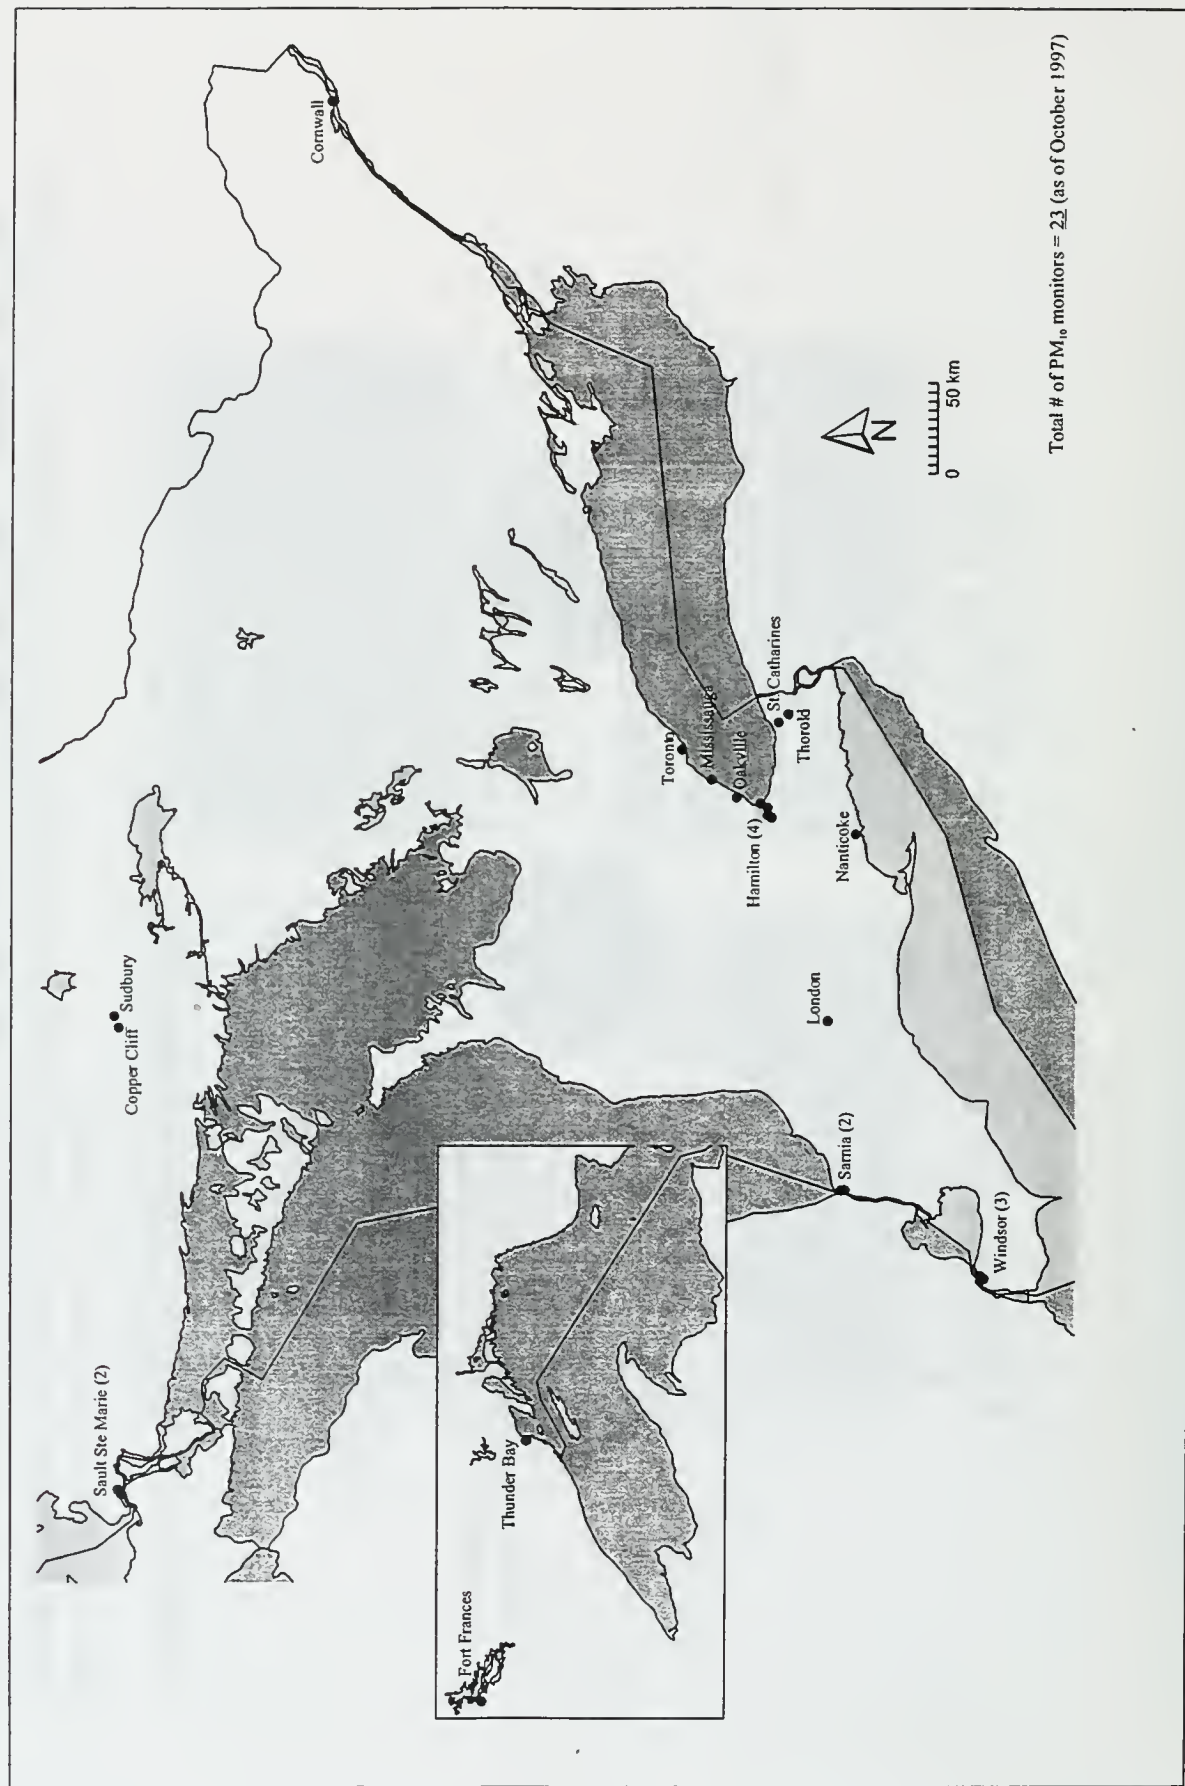 Sault Ste Marie (2)
Copper Cliff
Sudbury
Cornwall
Fort Frances
Thunder Bay
Toronto
Mississauga
Oakville
Hamilton (4)
St. Catharines
Thorold
Nanticoke
London
Sarnia (2)
Windsor (3)
N
0
50 km
Total # of PM₁₀ monitors = 23 (as of October 1997)